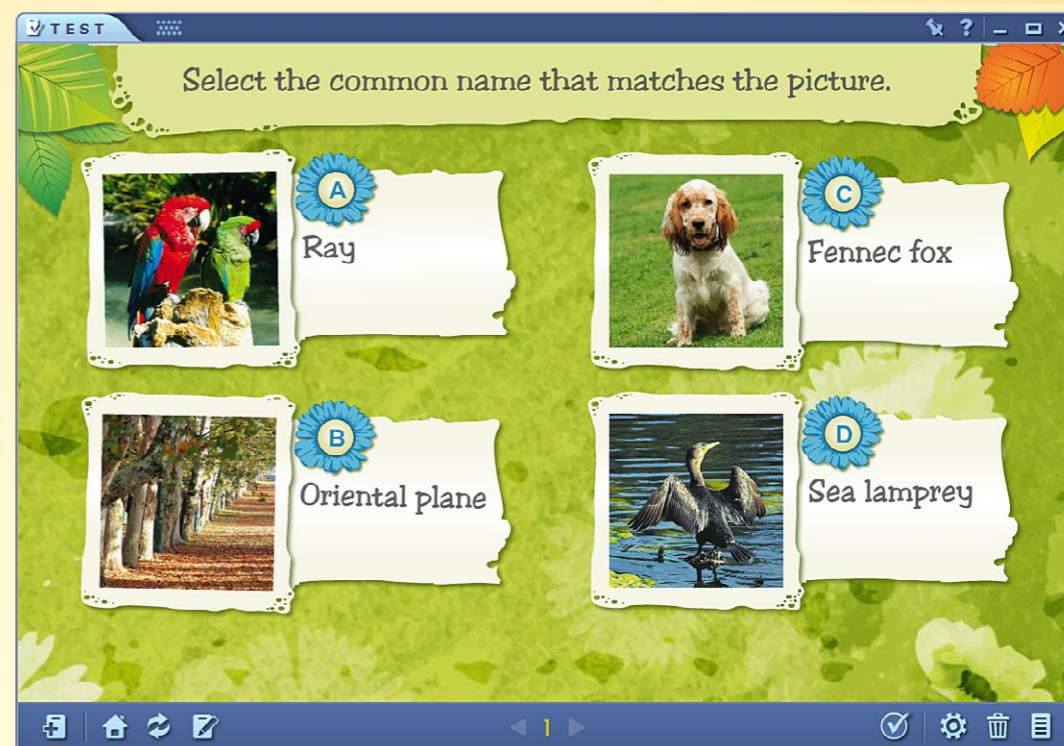 TEST
?
Select the common name that matches the picture.
A
Ray
C
Fennec fox
B
Oriental plane
D
Sea lamprey
1